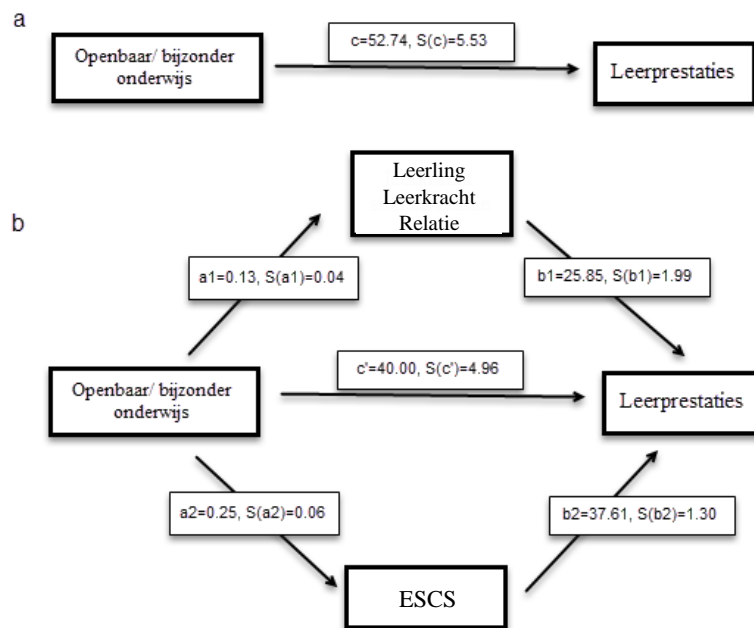 a
c=52.74, S(c)=5.53
Openbaar/ bijzonder
onderwijs
Leerprestaties
b
Leerling
Leerkracht
Relatie
a1=0.13, S(a1)=0.04
b1=25.85, S(b1)=1.99
c'=40.00, S(c')=4.96
Openbaar/ bijzonder
onderwijs
Leerprestaties
a2=0.25, S(a2)=0.06
b2=37.61, S(b2)=1.30
ESCS